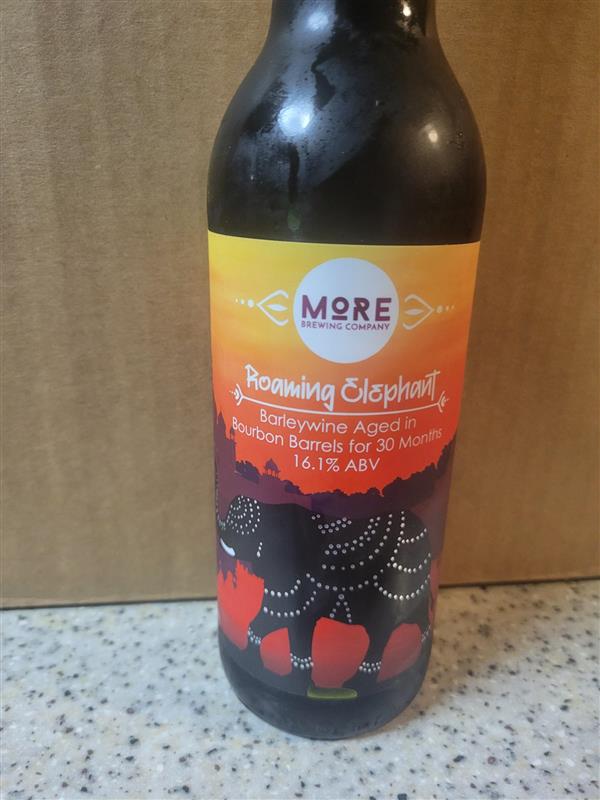 MORE
BREWING COMPANY
Roaming Elephant
Barleywine Aged in
Bourbon Barrels for 30 Months
16.1% ABV